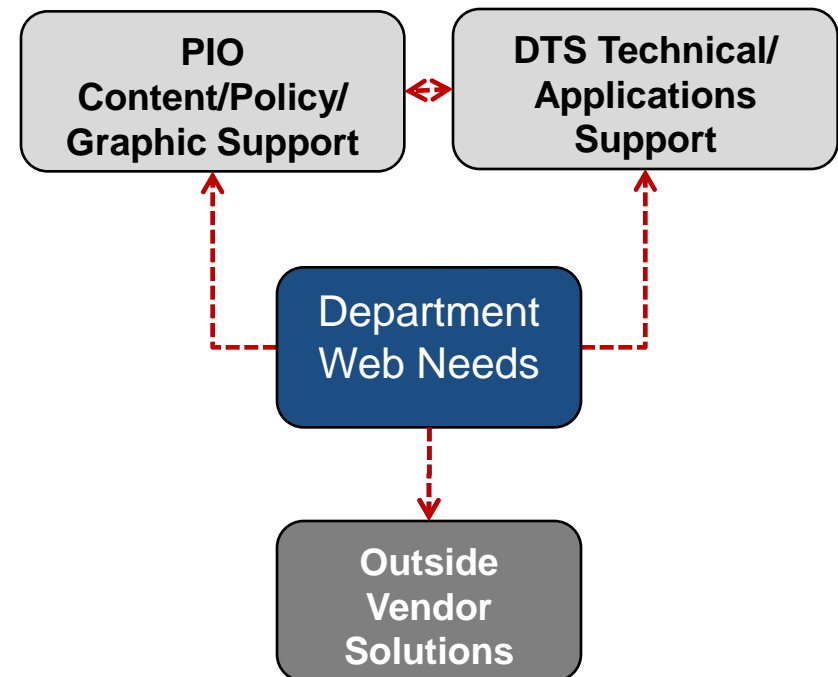 PIO
Content/Policy/
Graphic Support
DTS Technical/
Applications
Support
Department
Web Needs
Outside
Vendor
Solutions